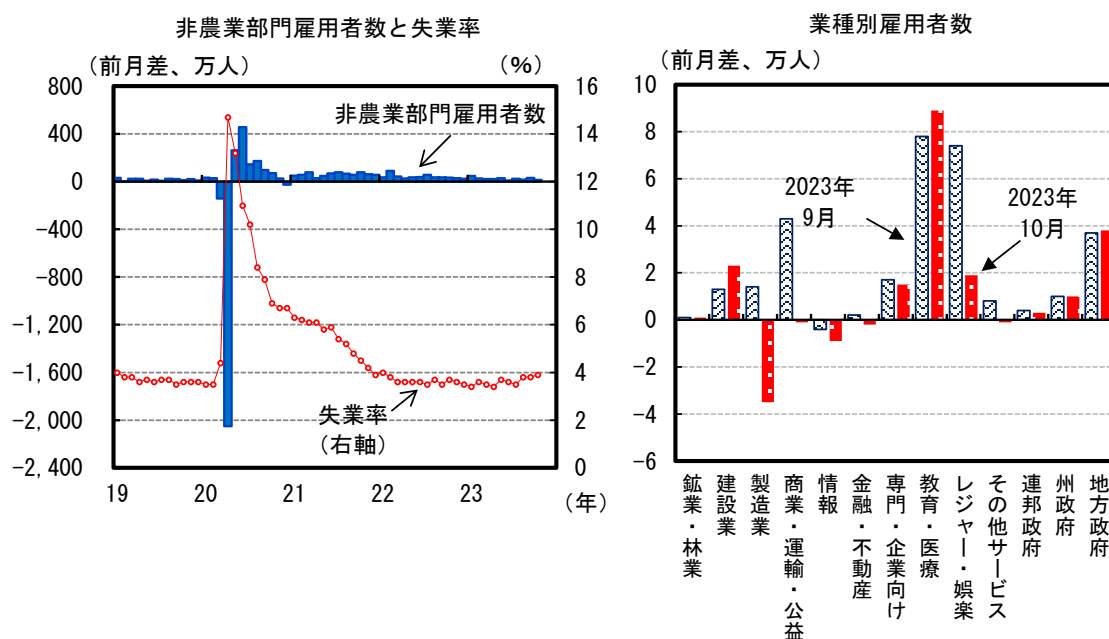 非農業部門雇用者数と失業率
（前月差、万人）
（％）
800
400
0
−400
−800
−1,200
−1,600
−2,000
−2,400
16
14
12
10
8
6
4
2
0
非農業部門雇用者数
失業率
（右軸）
19
20
21
22
23
（年）
業種別雇用者数
（前月差、万人）
10
8
6
4
2
0
−2
−4
−6
2023年
9月
2023年
10月
鉱業・林業
建設業
製造業
商業・運輸・公益
情報
金融・不動産
専門・企業向け
教育・医療
レジャー・娯楽
その他サービス
連邦政府
州政府
地方政府